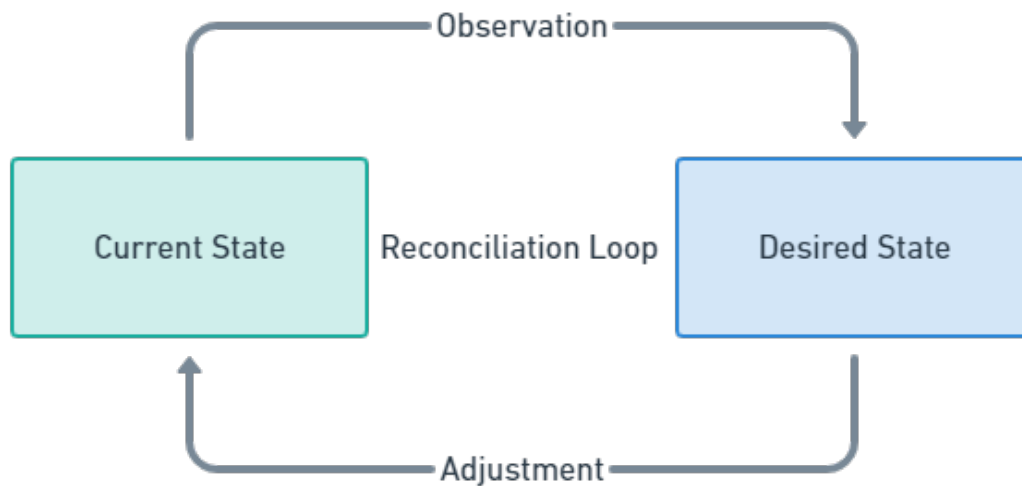 Observation
Current State
Reconciliation Loop
Desired State
Adjustment